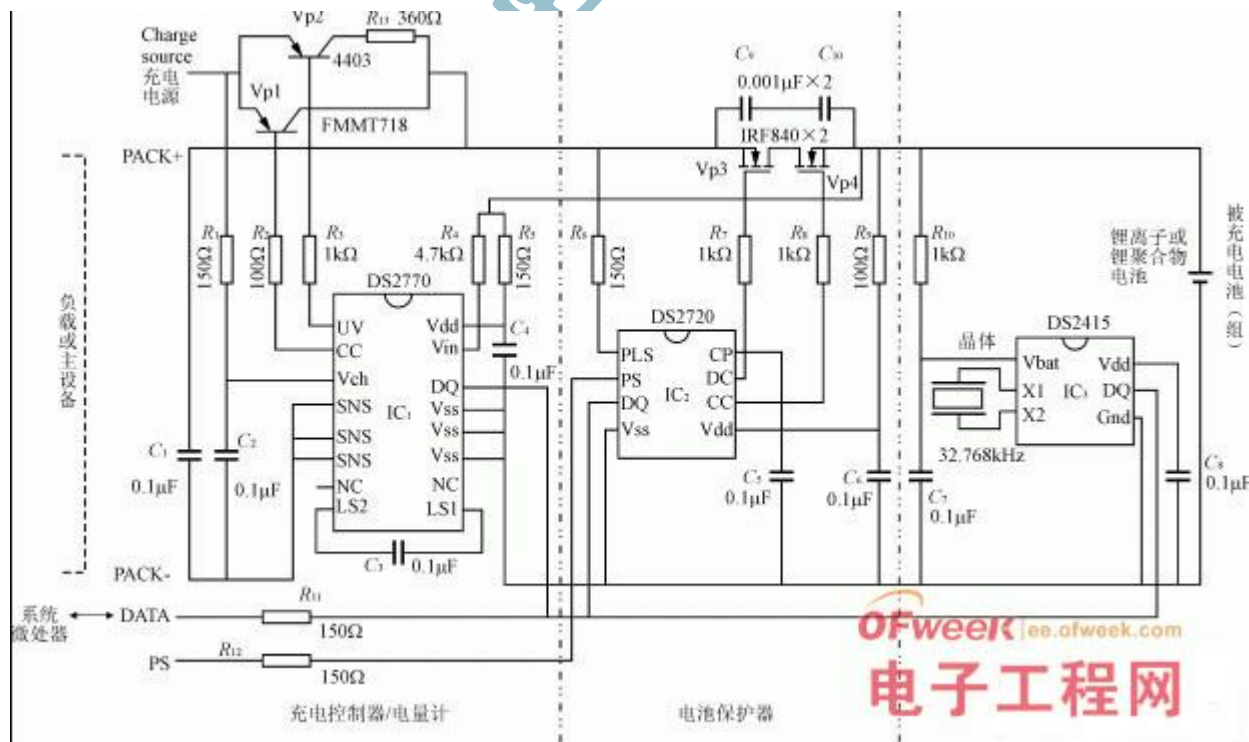 Vp2
R₁₃ 360Ω
Charge
source
充电
电源
4403
Vp1
FMMT718
C₉
C₁₀
0.001μF×2
IRF840×2
Vp3
Vp4
PACK+
R₁
150Ω
R₂
100Ω
R₃
1kΩ
R₄
4.7kΩ
R₅
150Ω
R₆
150Ω
R₇
1kΩ
R₈
1kΩ
R₉
100Ω
R₁₀
1kΩ
锂离子或
锂聚合物
电池
被充电电池(组)
负载或主设备
DS2770
UV
CC
Vch
SNS
SNS
SNS
NC
LS2
IC₁
Vdd
Vin
DQ
Vss
Vss
Vss
NC
LS1
C₄
0.1μF
C₁
0.1μF
C₂
0.1μF
C₃
0.1μF
DS2720
PLS
PS
DQ
Vss
IC₂
CP
DC
CC
Vdd
C₅
0.1μF
C₆
0.1μF
DS2415
晶体
Vbat
X1
X2
IC₃
Vdd
DQ
Gnd
32.768kHz
C₇
0.1μF
C₈
0.1μF
PACK-
系统
微处器
DATA
R₁₁
150Ω
PS
R₁₂
150Ω
充电控制器/电量计
电池保护器
OFweek ee.ofweek.com
电子工程网